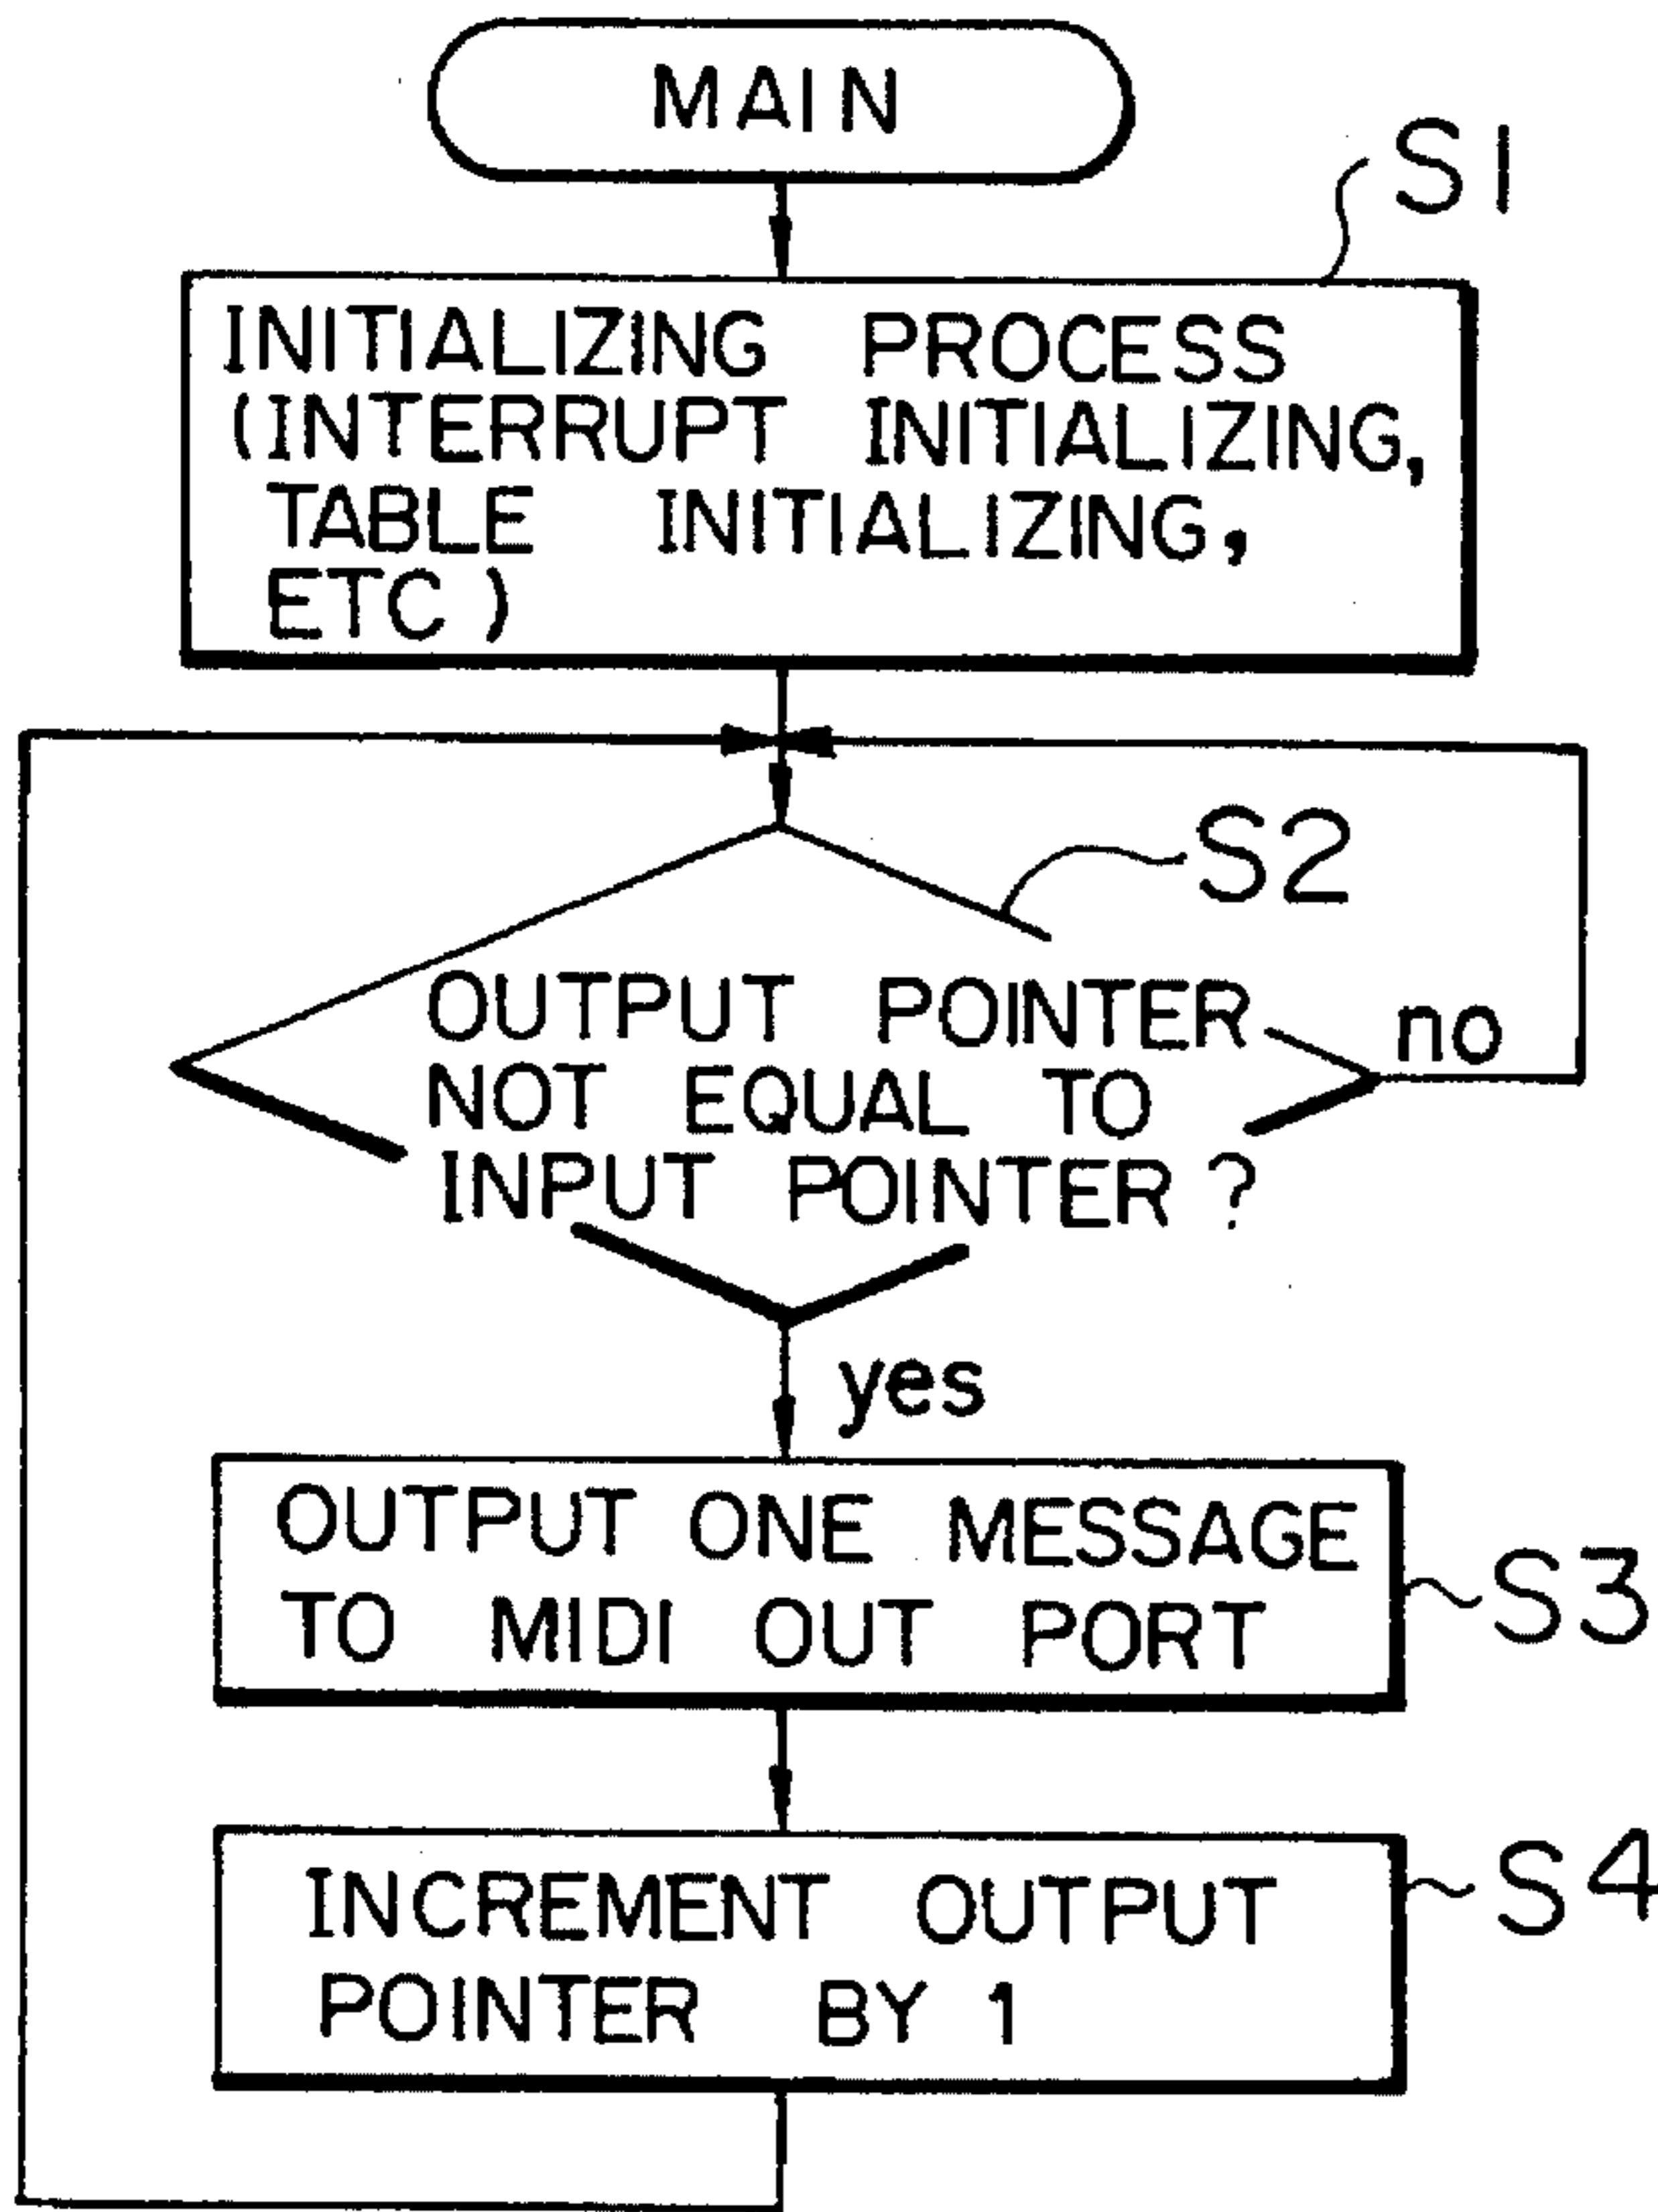 MAIN
S1
INITIALIZING PROCESS
(INTERRUPT INITIALIZING,
TABLE INITIALIZING,
ETC)
S2
OUTPUT POINTER
NOT EQUAL TO
INPUT POINTER?
no
yes
OUTPUT ONE MESSAGE
TO MIDI OUT PORT
S3
INCREMENT OUTPUT
POINTER BY 1
S4